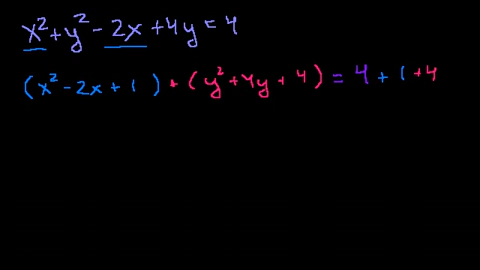 x² + y² - 2x + 4y = 4
(x² - 2x + 1) + (y² + 4y + 4) = 4 + 1 + 4